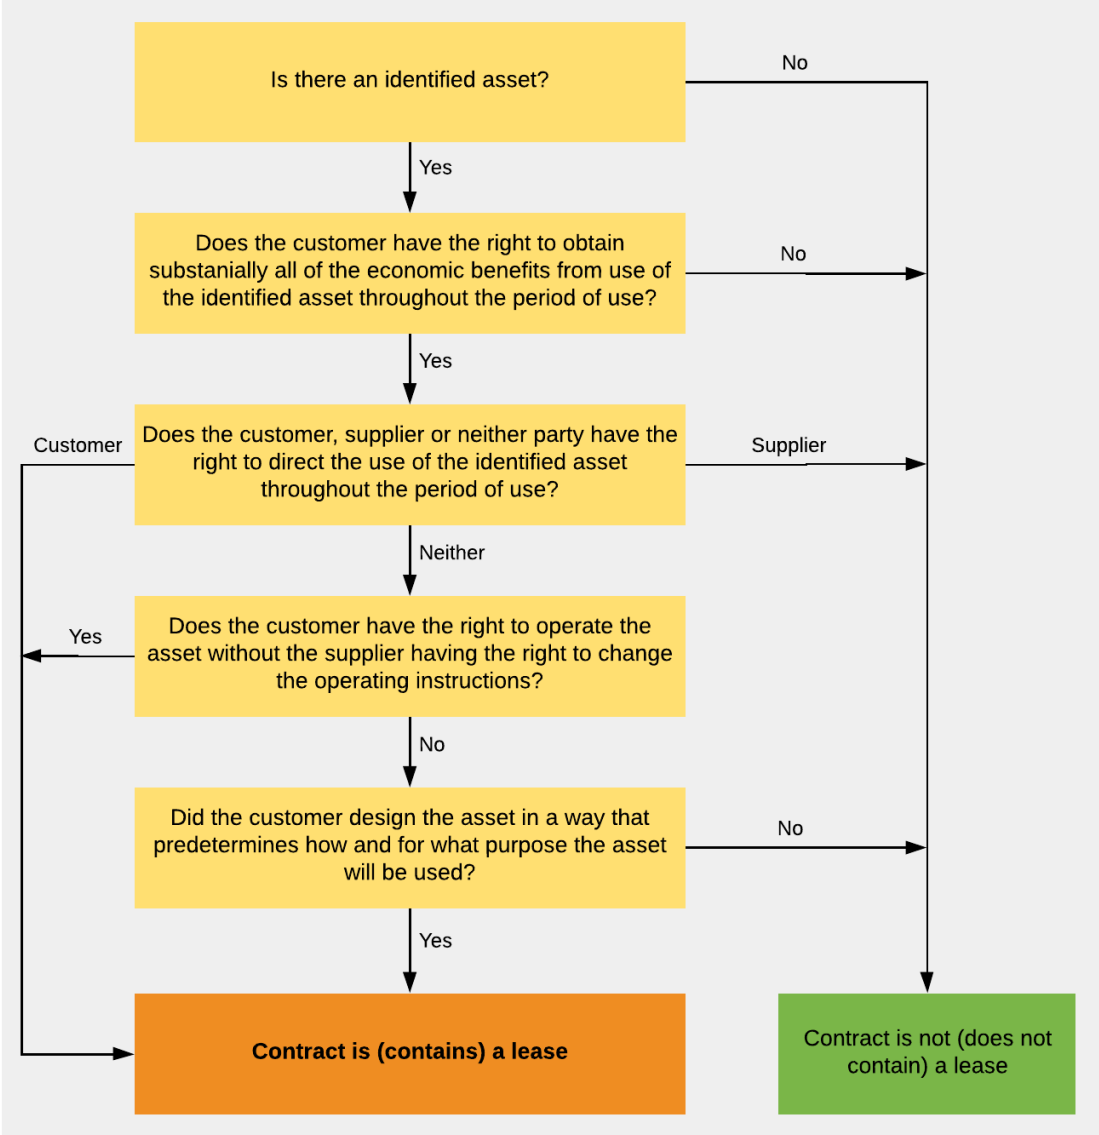 Is there an identified asset?
No
Yes
Does the customer have the right to obtain
substanially all of the economic benefits from use of
the identified asset throughout the period of use?
No
Yes
Customer
Does the customer, supplier or neither party have the
right to direct the use of the identified asset
throughout the period of use?
Supplier
Neither
Yes
Does the customer have the right to operate the
asset without the supplier having the right to change
the operating instructions?
No
Did the customer design the asset in a way that
predetermines how and for what purpose the asset
will be used?
No
Yes
Contract is (contains) a lease
Contract is not (does not
contain) a lease